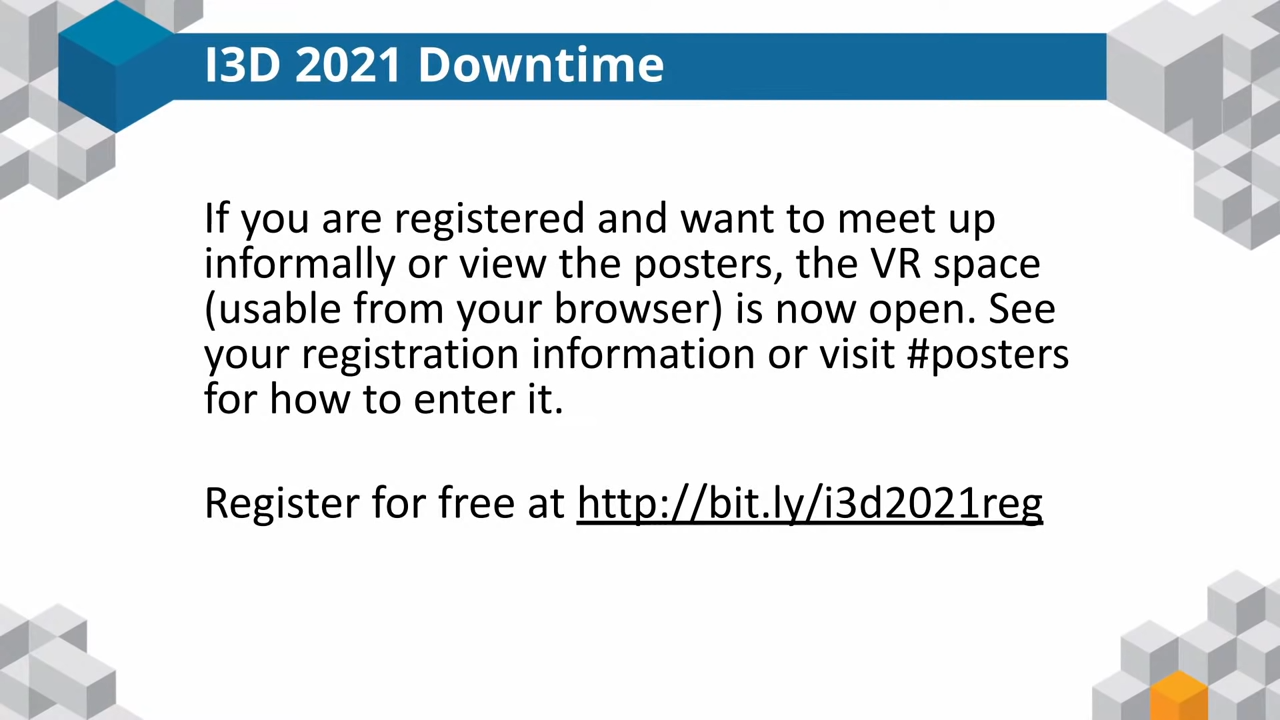 I3D 2021 Downtime
If you are registered and want to meet up
informally or view the posters, the VR space
(usable from your browser) is now open. See
your registration information or visit #posters
for how to enter it.
Register for free at http://bit.ly/i3d2021reg